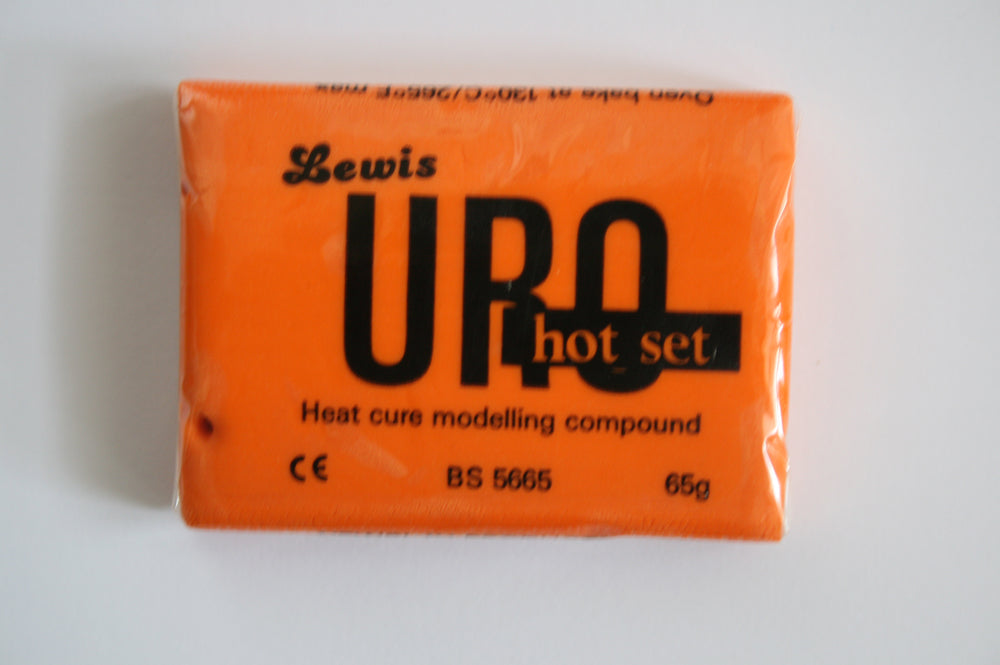 Oven bake at 130°C/265°F max
Lewis
URO
hot set
Heat cure modelling compound
CE BS 5665 65g